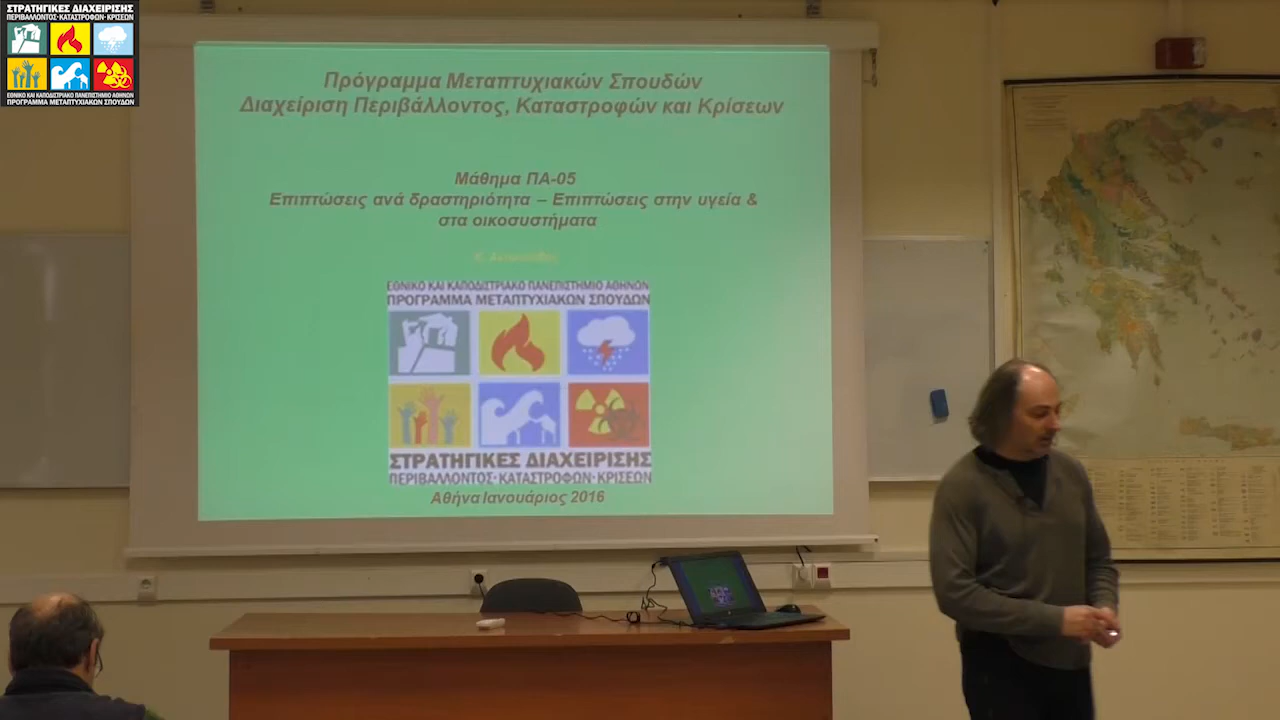 ΣΤΡΑΤΗΓΙΚΕΣ ΔΙΑΧΕΙΡΙΣΗΣ
ΠΕΡΙΒΑΛΛΟΝΤΟΣ·ΚΑΤΑΣΤΡΟΦΩΝ·ΚΡΙΣΕΩΝ
ΕΘΝΙΚΟ ΚΑΙ ΚΑΠΟΔΙΣΤΡΙΑΚΟ ΠΑΝΕΠΙΣΤΗΜΙΟ ΑΘΗΝΩΝ
ΠΡΟΓΡΑΜΜΑ ΜΕΤΑΠΤΥΧΙΑΚΩΝ ΣΠΟΥΔΩΝ
Πρόγραμμα Μεταπτυχιακών Σπουδών
Διαχείριση Περιβάλλοντος, Καταστροφών και Κρίσεων
Μάθημα ΠΑ-05
Επιπτώσεις ανά δραστηριότητα – Επιπτώσεις στην υγεία &
στα οικοσυστήματα
ΕΘΝΙΚΟ ΚΑΙ ΚΑΠΟΔΙΣΤΡΙΑΚΟ ΠΑΝΕΠΙΣΤΗΜΙΟ ΑΘΗΝΩΝ
ΠΡΟΓΡΑΜΜΑ ΜΕΤΑΠΤΥΧΙΑΚΩΝ ΣΠΟΥΔΩΝ
ΣΤΡΑΤΗΓΙΚΕΣ ΔΙΑΧΕΙΡΙΣΗΣ
ΠΕΡΙΒΑΛΛΟΝΤΟΣ·ΚΑΤΑΣΤΡΟΦΩΝ·ΚΡΙΣΕΩΝ
Αθήνα Ιανουάριος 2016